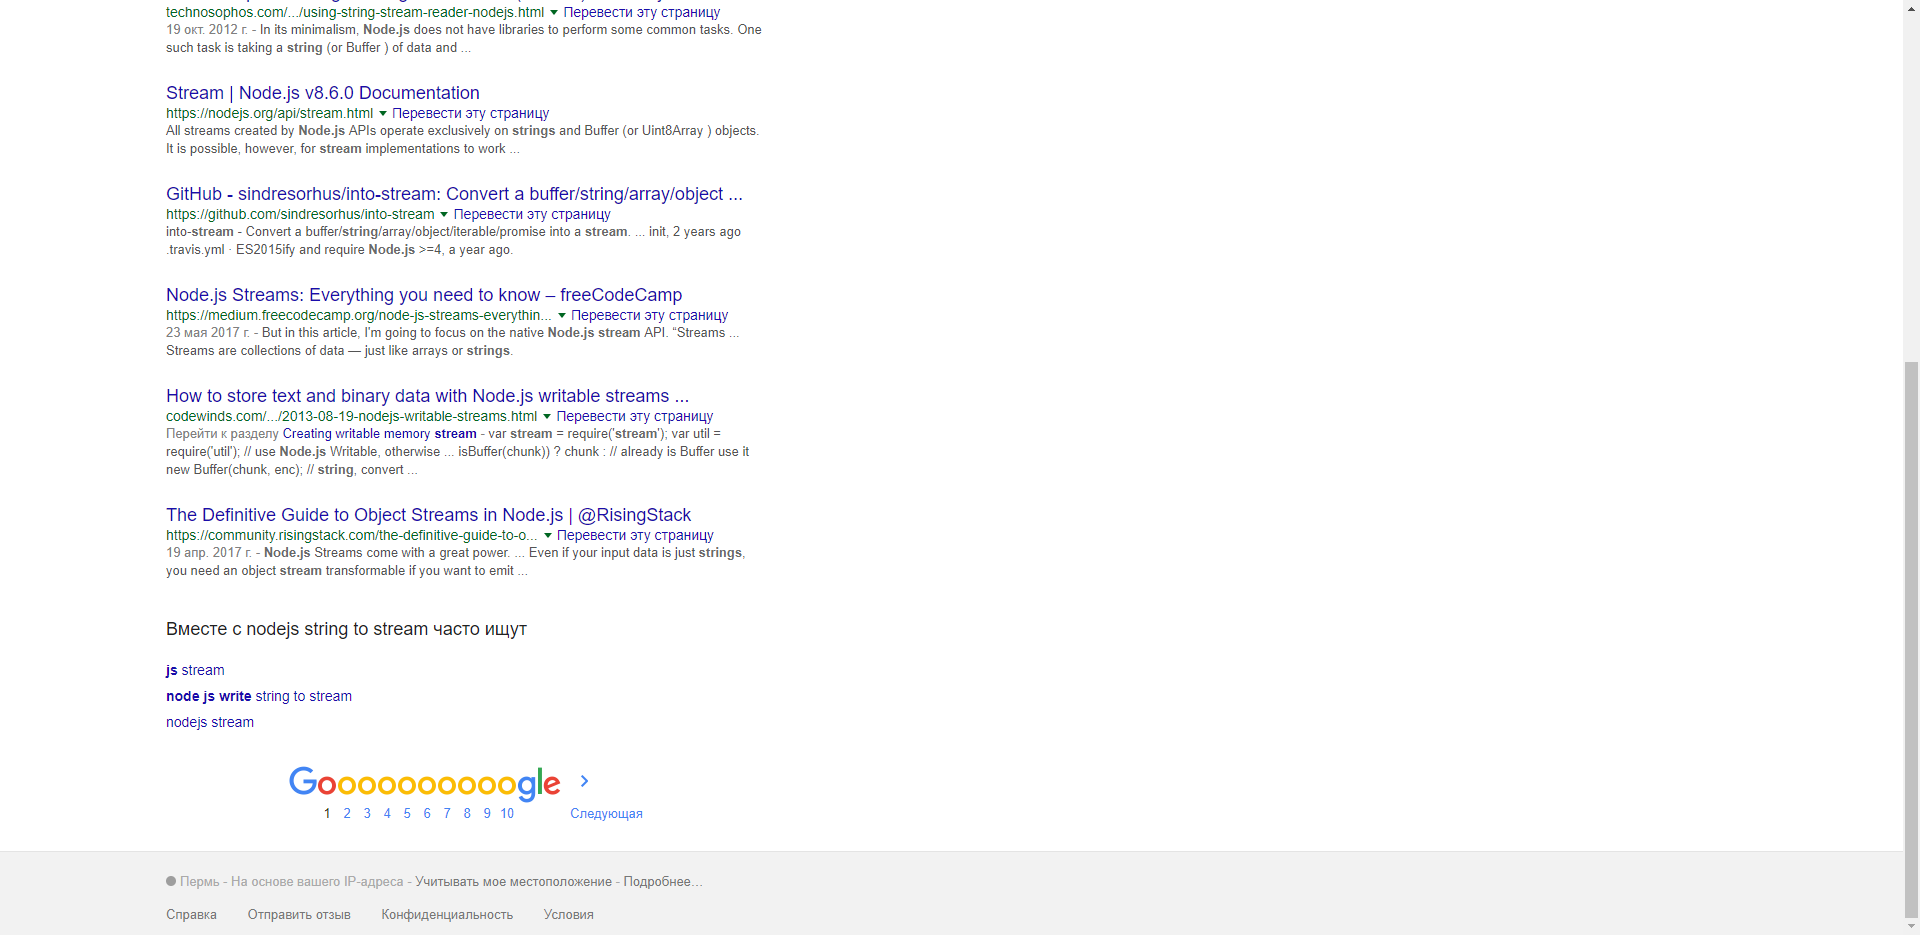 technosophos.com/.../using-string-stream-reader-nodejs.html ▼ Перевести эту страницу
19 окт. 2012 г. - In its minimalism, Node.js does not have libraries to perform some common tasks. One
such task is taking a string (or Buffer ) of data and ...
Stream | Node.js v8.6.0 Documentation
https://nodejs.org/api/stream.html ▼ Перевести эту страницу
All streams created by Node.js APIs operate exclusively on strings and Buffer (or Uint8Array ) objects.
It is possible, however, for stream implementations to work ...
GitHub - sindresorhus/into-stream: Convert a buffer/string/array/object ...
https://github.com/sindresorhus/into-stream ▼ Перевести эту страницу
into-stream - Convert a buffer/string/array/object/iterable/promise into a stream. ... init, 2 years ago
.travis.yml · ES2015ify and require Node.js >=4, a year ago.
Node.js Streams: Everything you need to know – freeCodeCamp
https://medium.freecodecamp.org/node-js-streams-everythin... ▼ Перевести эту страницу
23 мая 2017 г. - But in this article, I'm going to focus on the native Node.js stream API. “Streams ...
Streams are collections of data — just like arrays or strings.
How to store text and binary data with Node.js writable streams ...
codewinds.com/.../2013-08-19-nodejs-writable-streams.html ▼ Перевести эту страницу
Перейти к разделу Creating writable memory stream - var stream = require('stream'); var util =
require('util'); // use Node.js Writable, otherwise ... isBuffer(chunk)) ? chunk : // already is Buffer use it
new Buffer(chunk, enc); // string, convert ...
The Definitive Guide to Object Streams in Node.js | @RisingStack
https://community.risingstack.com/the-definitive-guide-to-o... ▼ Перевести эту страницу
19 апр. 2017 г. - Node.js Streams come with a great power. ... Even if your input data is just strings,
you need an object stream transformable if you want to emit ...
Вместе с nodejs string to stream часто ищут
js stream
node js write string to stream
nodejs stream
Goooooooooogle >
1 2 3 4 5 6 7 8 9 10 Следующая
Пермь - На основе вашего IP-адреса - Учитывать мое местоположение - Подробнее…
Справка Отправить отзыв Конфиденциальность Условия